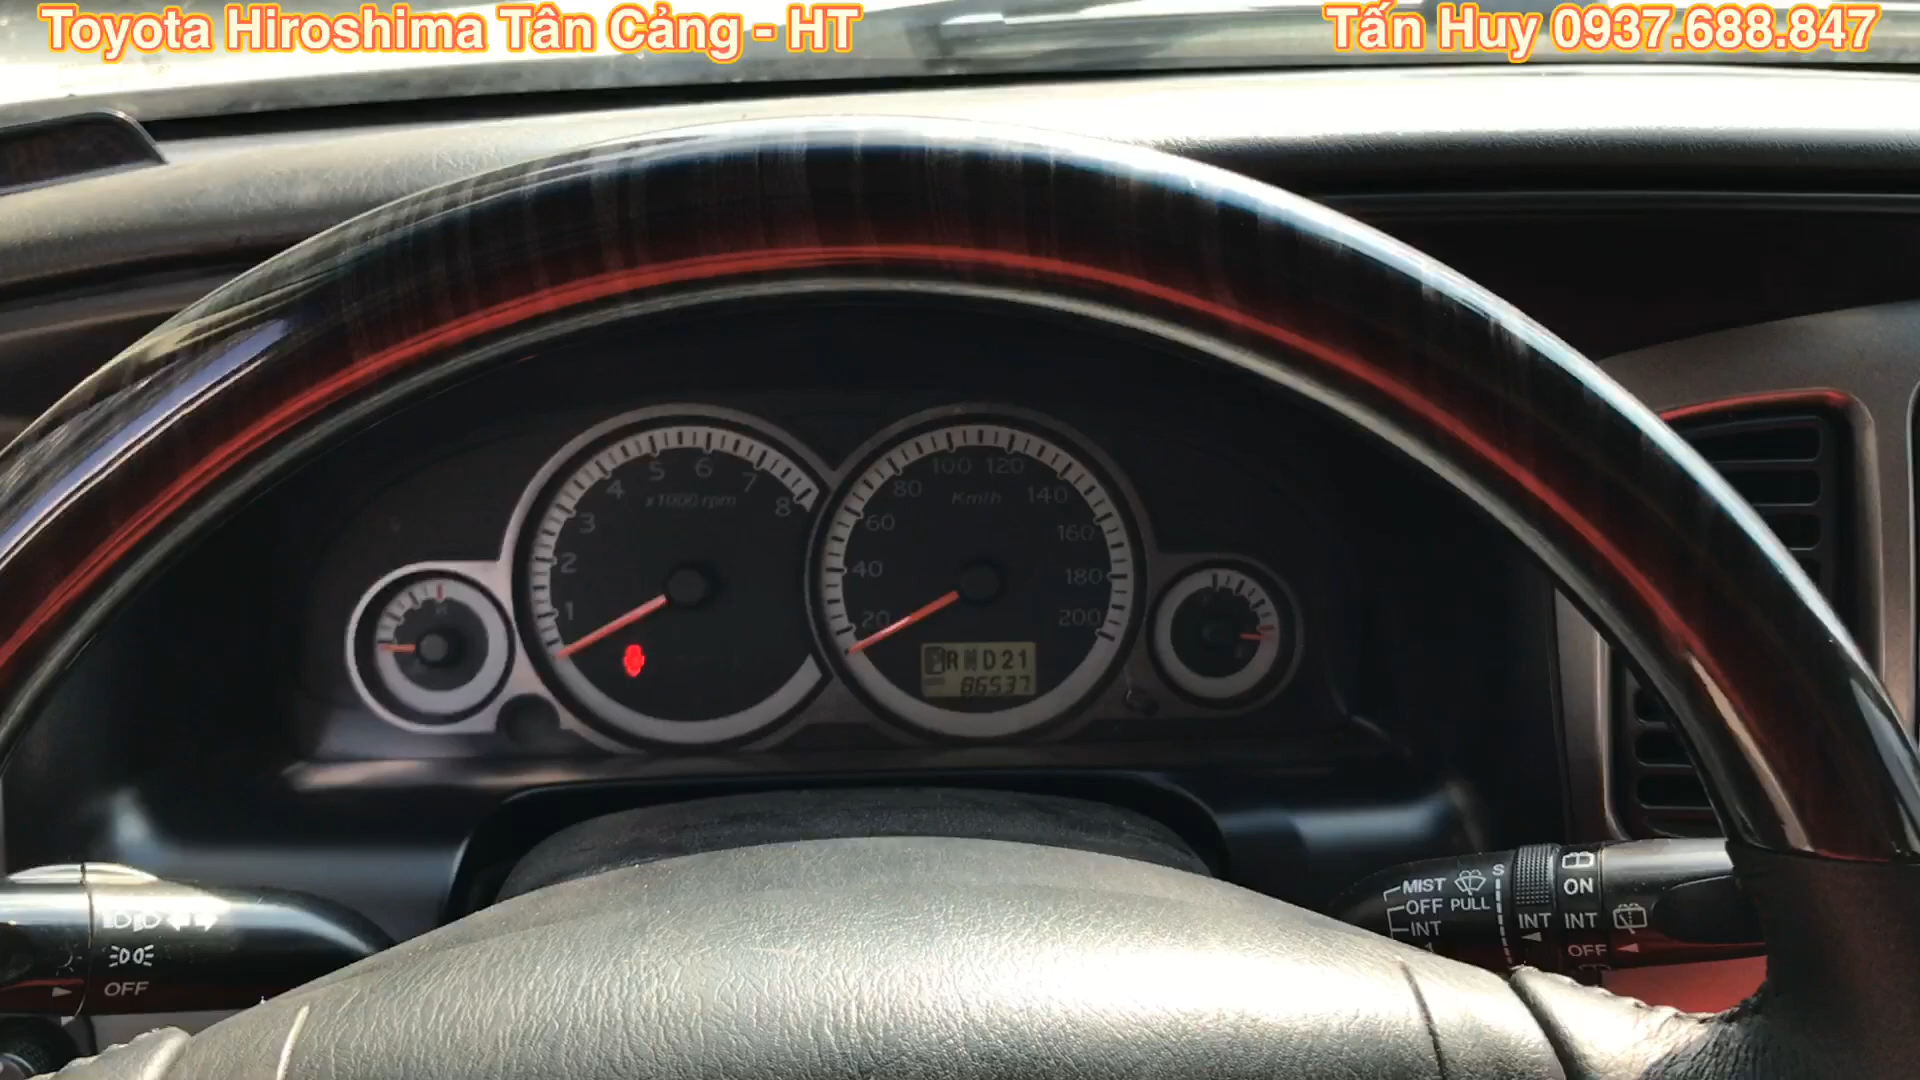 Toyota Hiroshima Tân Cảng - HT
Tấn Huy 0937.688.847
1 2 3 4 5 6 7 8
x1000 rpm
20 40 60 80 100 120 140 160 180 200
Km/h
R N D 2 1
66537
MIST
OFF PULL
INT
S
ON
INT INT
OFF
OFF